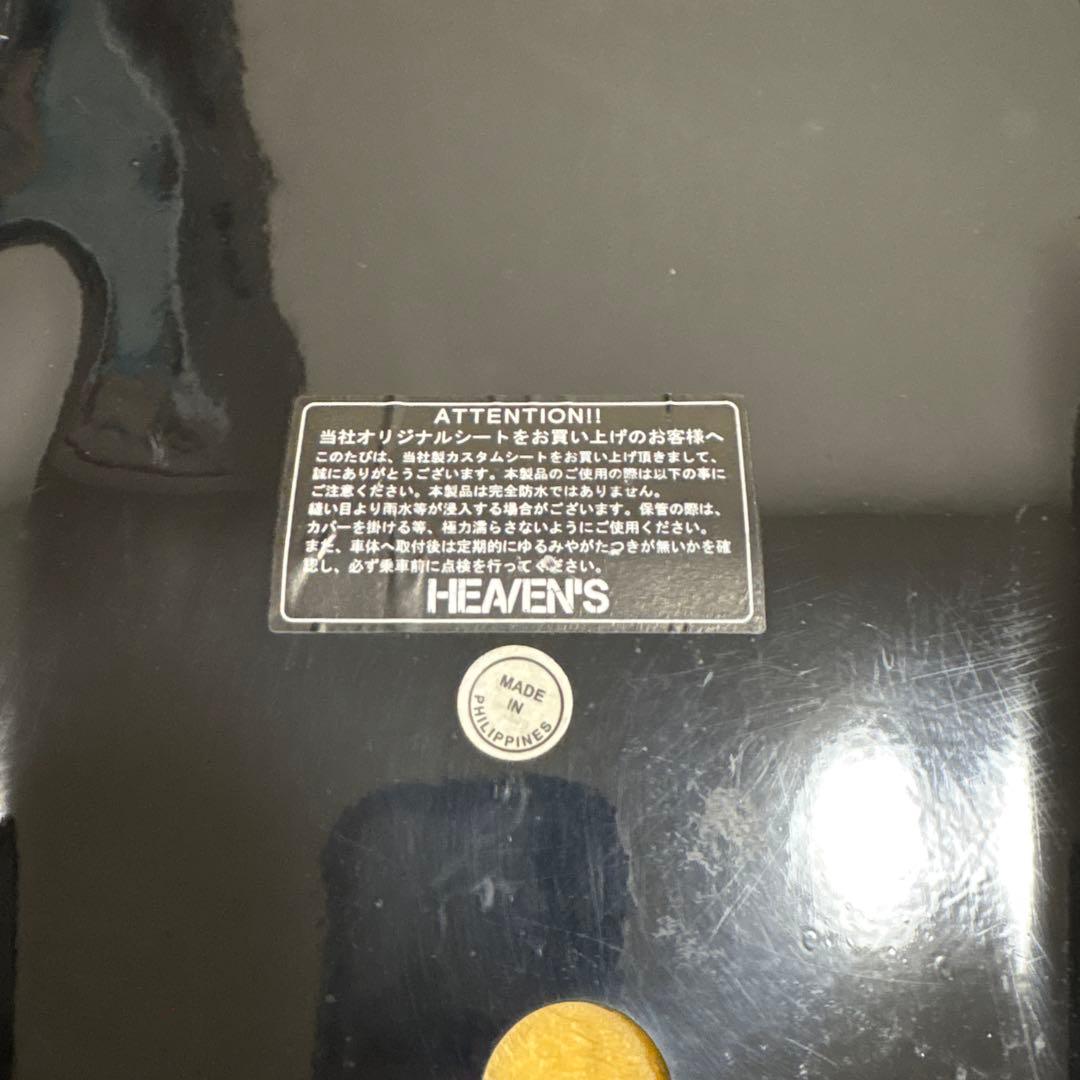 ATTENTION!!
当社オリジナルシートをお買い上げのお客様へ
このたびは、当社製カスタムシートをお買い上げ頂きまして、
誠にありがとうございます。本製品のご使用の際は以下の事に
ご注意ください。本製品は完全防水ではありません。
縫い目より雨水等が浸入する場合がございます。保管の際は、
カバーを掛ける等、極力濡らさないようにご使用ください。
また、車体へ取付後は定期的にゆるみやがたつきが無いかを確
認し、必ず乗車前に点検を行ってください。
HEAVEN'S
MADE
IN
PHILIPPINES